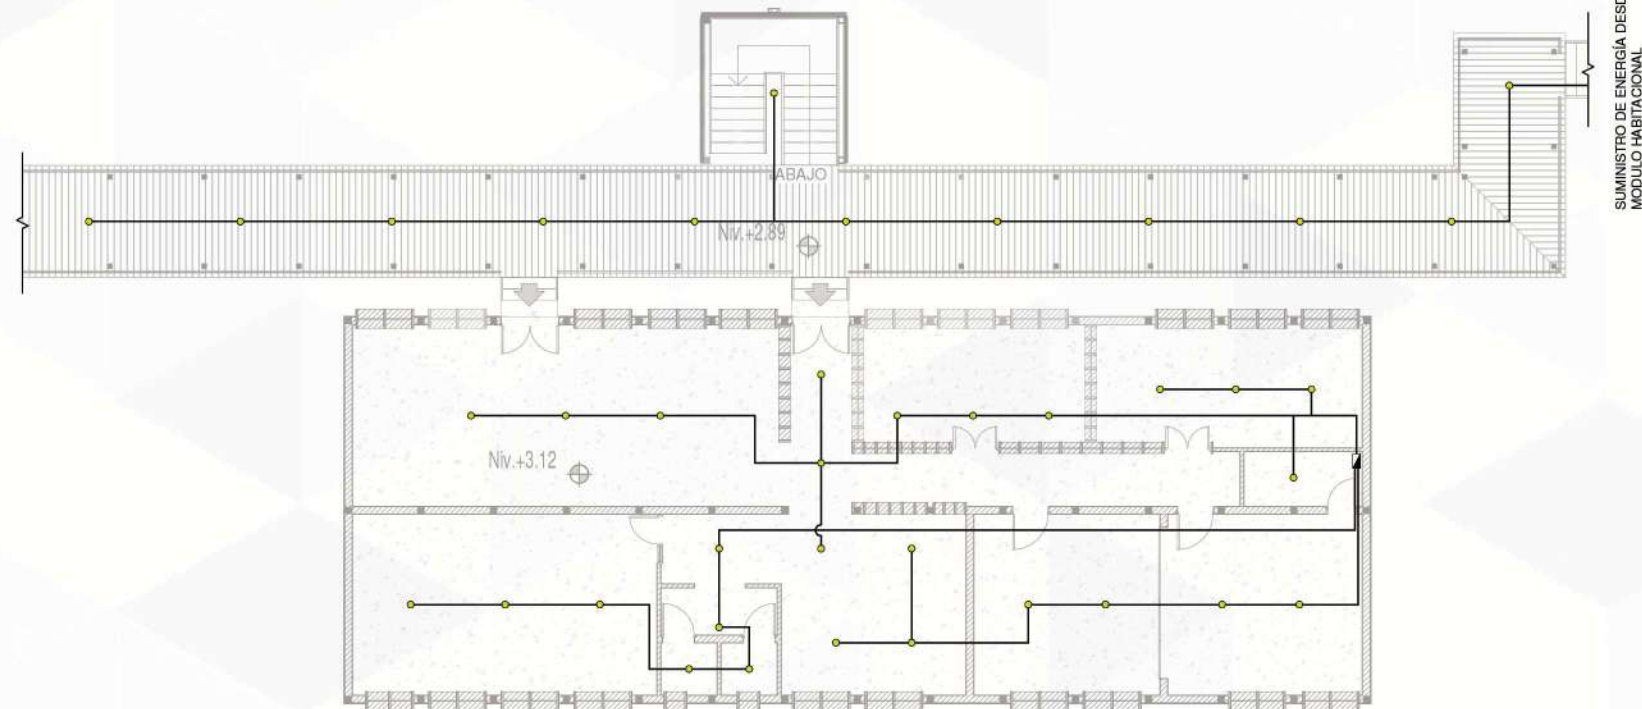 SUMINISTRO DE ENERGÍA DESD
MODULO HABITACIONAL
ABAJO
Niv.+2.89
Niv.+3.12